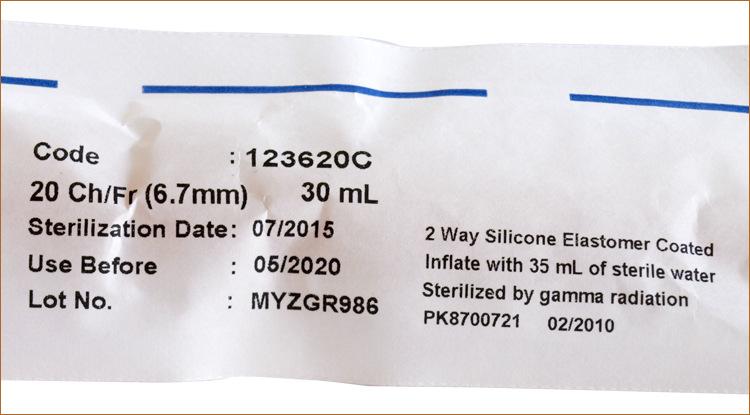 Code : 123620C
20 Ch/Fr (6.7mm) 30 mL
Sterilization Date: 07/2015
Use Before : 05/2020
Lot No. : MYZGR986
2 Way Silicone Elastomer Coated
Inflate with 35 mL of sterile water
Sterilized by gamma radiation
PK8700721 02/2010